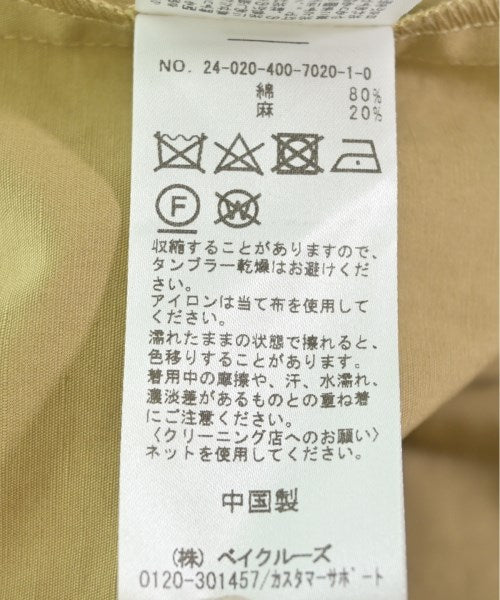 NO. 24-020-400-7020-1-0
綿 80%
麻 20%
F
W
収縮することがありますので、
タンブラー乾燥はお避けくだ
さい。
アイロンは当て布を使用して
ください。
濡れたままの状態で擦れると、
色移りすることがあります。
着用中の摩擦や、汗、水濡れ、
濃淡差があるものとの重ね着
にご注意ください。
〈クリーニング店へのお願い〉
ネットを使用してください。
中国製
(株) ベイクルーズ
0120-301457/カスタマーサポート